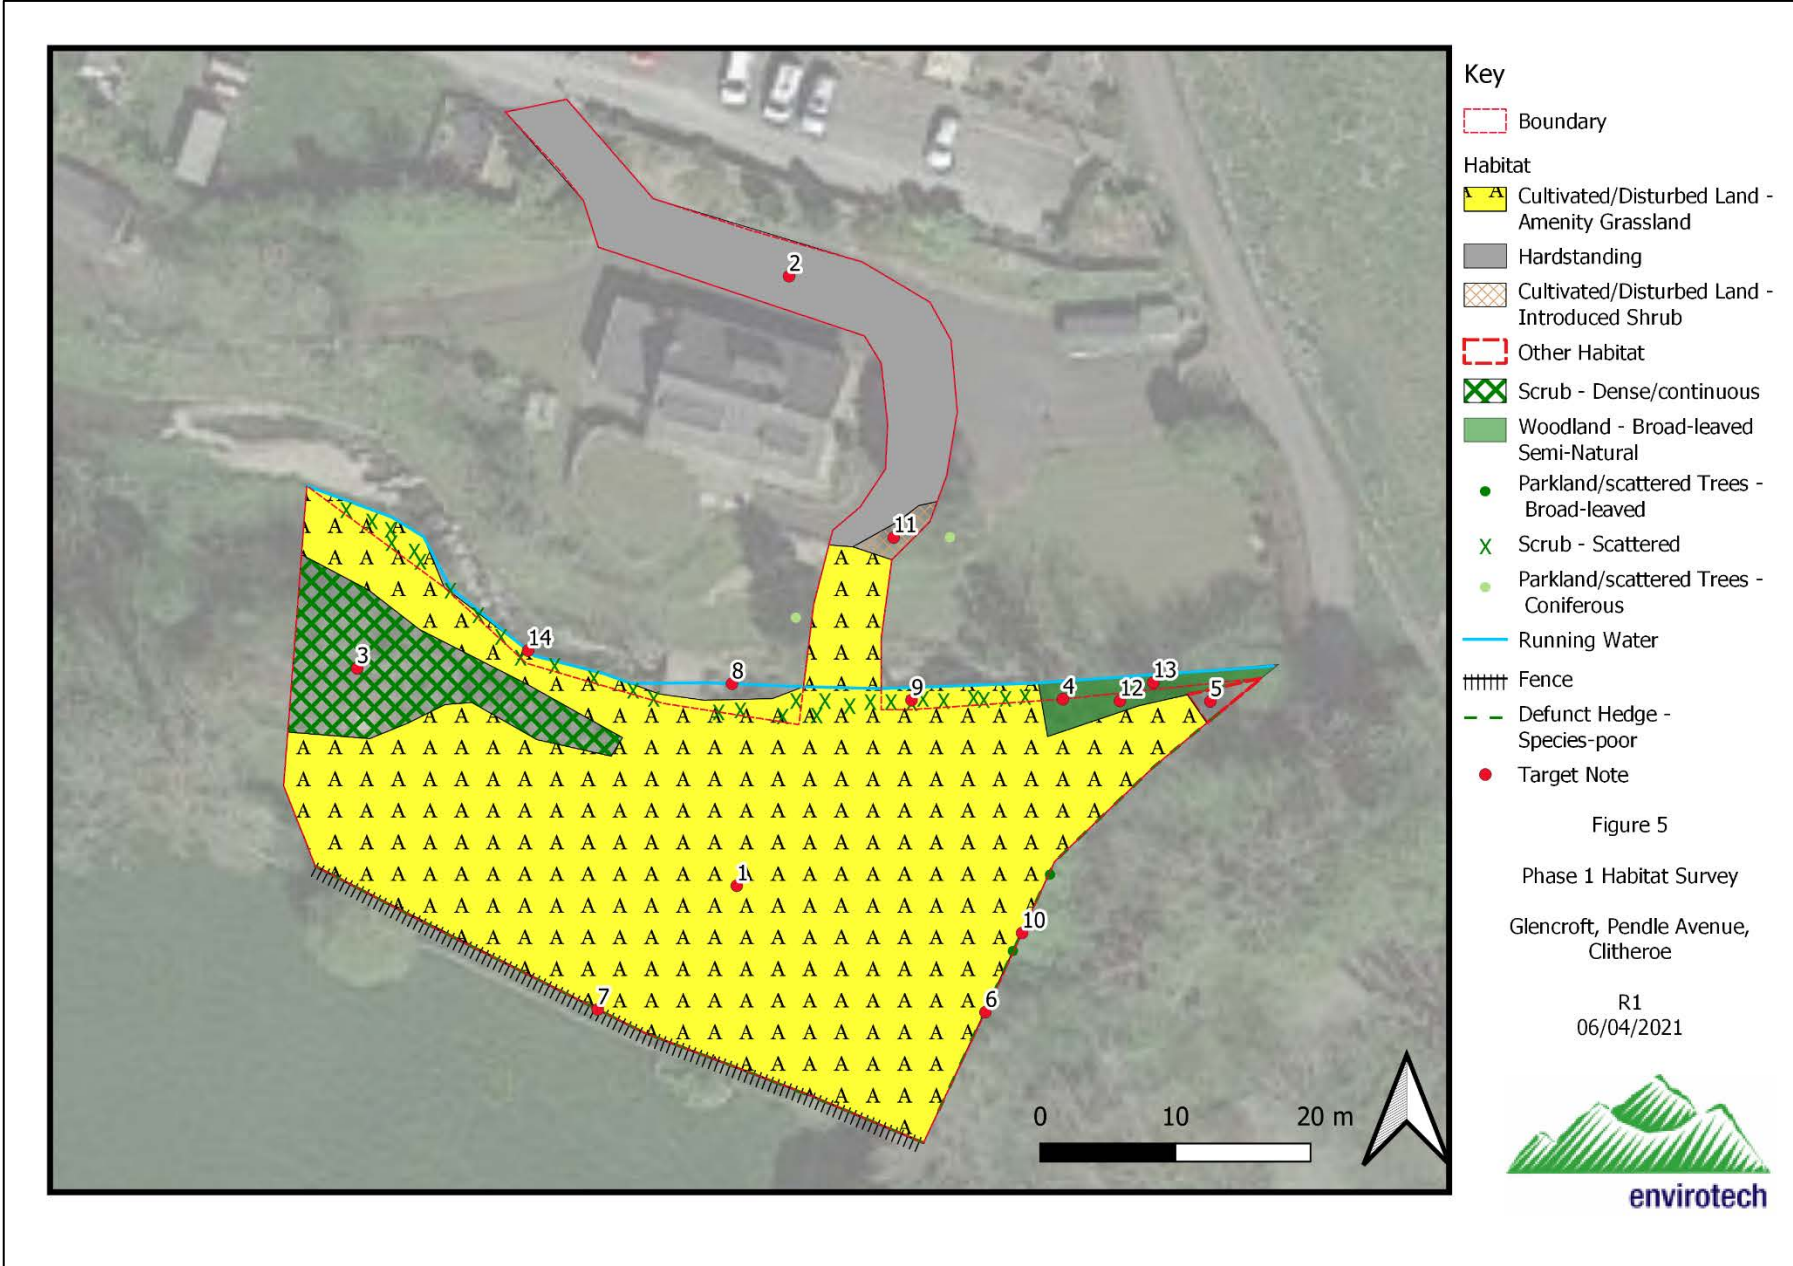 Key
Boundary
Habitat
A A
Cultivated/Disturbed Land -
Amenity Grassland
Hardstanding
Cultivated/Disturbed Land -
Introduced Shrub
Other Habitat
Scrub - Dense/continuous
Woodland - Broad-leaved
Semi-Natural
Parkland/scattered Trees -
Broad-leaved
X Scrub - Scattered
Parkland/scattered Trees -
Coniferous
Running Water
Fence
Defunct Hedge -
Species-poor
Target Note
Figure 5
Phase 1 Habitat Survey
Glencroft, Pendle Avenue,
Clitheroe
R1
06/04/2021
envirotech
2
11
14
3
8
9
4
12
13
5
1
10
7
6
0 10 20 m